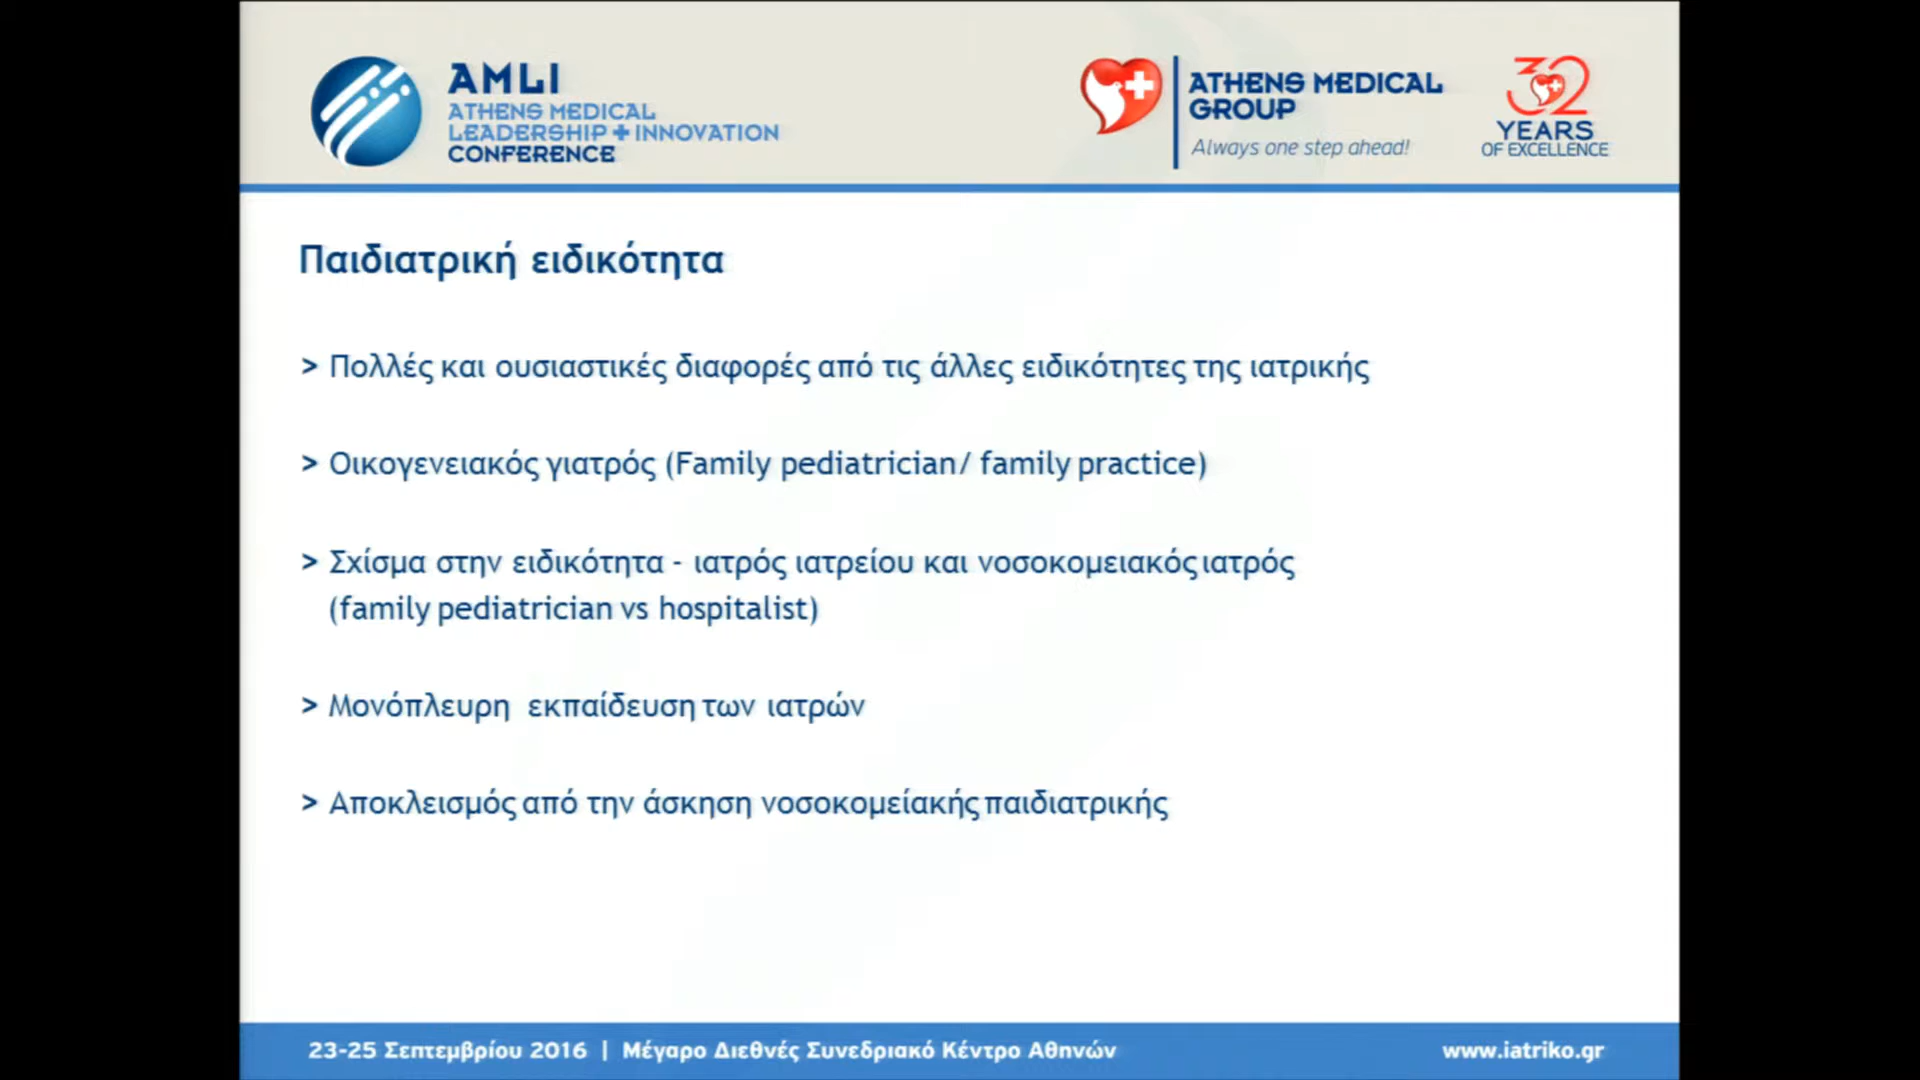 AMLI
ATHENS MEDICAL
LEADERSHIP + INNOVATION
CONFERENCE
ATHENS MEDICAL
GROUP
Always one step ahead!
32
YEARS
OF EXCELLENCE
Παιδιατρική ειδικότητα
> Πολλές και ουσιαστικές διαφορές από τις άλλες ειδικότητες της ιατρικής
> Οικογενειακός γιατρός (Family pediatrician/ family practice)
> Σχίσμα στην ειδικότητα - ιατρός ιατρείου και νοσοκομειακός ιατρός
(family pediatrician vs hospitalist)
> Μονόπλευρη εκπαίδευση των ιατρών
> Αποκλεισμός από την άσκηση νοσοκομείακής παιδιατρικής
23-25 Σεπτεμβρίου 2016 | Μέγαρο Διεθνές Συνεδριακό Κέντρο Αθηνών
www.iatriko.gr